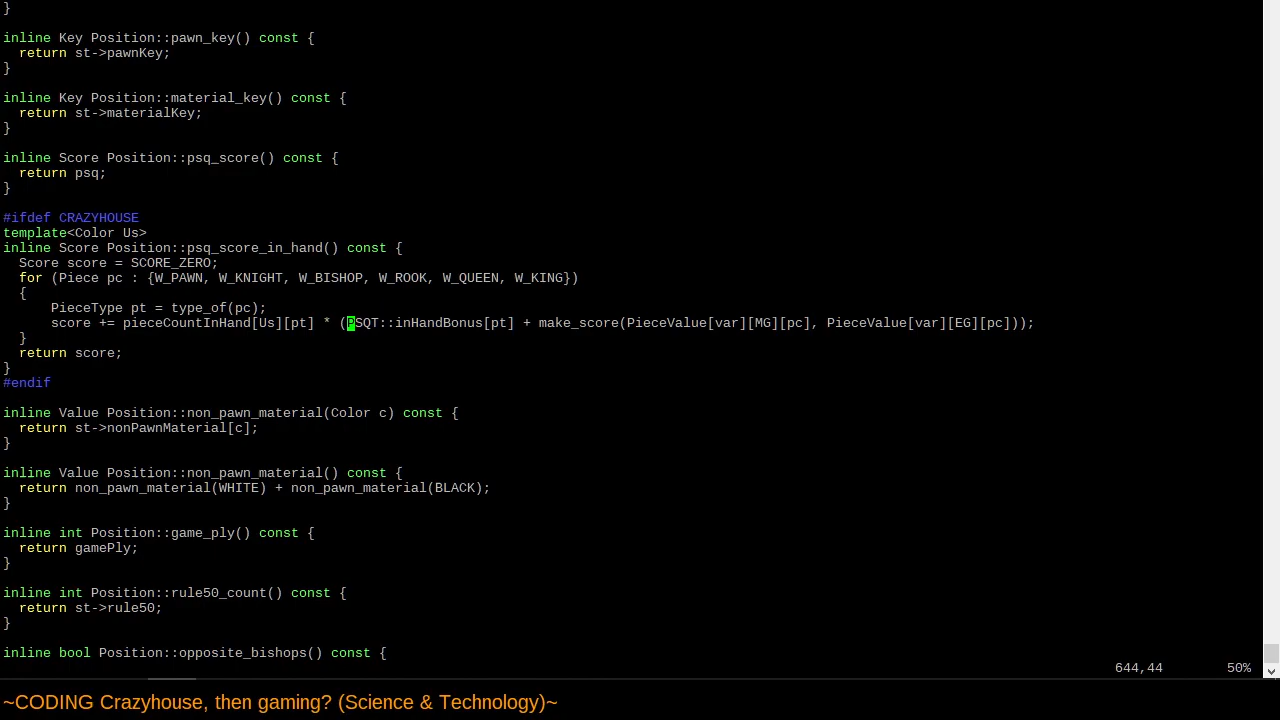 }

inline Key Position::pawn_key() const {
  return st->pawnKey;
}

inline Key Position::material_key() const {
  return st->materialKey;
}

inline Score Position::psq_score() const {
  return psq;
}

#ifdef CRAZYHOUSE
template<Color Us>
inline Score Position::psq_score_in_hand() const {
  Score score = SCORE_ZERO;
  for (Piece pc : {W_PAWN, W_KNIGHT, W_BISHOP, W_ROOK, W_QUEEN, W_KING})
  {
      PieceType pt = type_of(pc);
      score += pieceCountInHand[Us][pt] * (PSQT::inHandBonus[pt] + make_score(PieceValue[var][MG][pc], PieceValue[var][EG][pc]));
  }
  return score;
}
#endif

inline Value Position::non_pawn_material(Color c) const {
  return st->nonPawnMaterial[c];
}

inline Value Position::non_pawn_material() const {
  return non_pawn_material(WHITE) + non_pawn_material(BLACK);
}

inline int Position::game_ply() const {
  return gamePly;
}

inline int Position::rule50_count() const {
  return st->rule50;
}

inline bool Position::opposite_bishops() const {
644,44 50%
~CODING Crazyhouse, then gaming? (Science & Technology)~